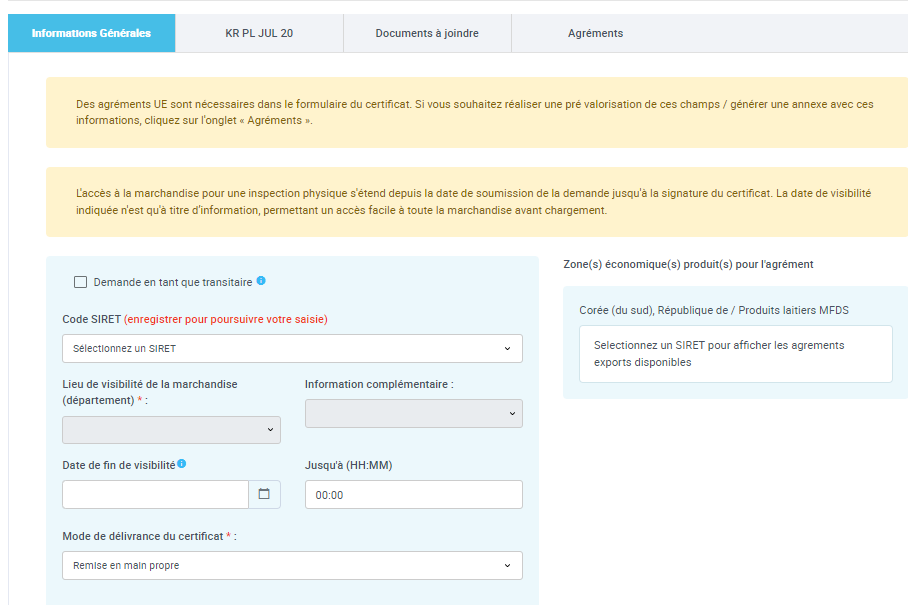 Informations Générales
KR PL JUL 20
Documents à joindre
Agréments
Des agréments UE sont nécessaires dans le formulaire du certificat. Si vous souhaitez réaliser une pré valorisation de ces champs / générer une annexe avec ces
informations, cliquez sur l'onglet « Agréments ».
L'accès à la marchandise pour une inspection physique s'étend depuis la date de soumission de la demande jusqu'à la signature du certificat. La date de visibilité
indiquée n'est qu'à titre d'information, permettant un accès facile à toute la marchandise avant chargement.
Demande en tant que transitaire
Code SIRET (enregistrer pour poursuivre votre saisie)
Sélectionnez un SIRET
Lieu de visibilité de la marchandise
(département) * :
Information complémentaire :
Date de fin de visibilité
Jusqu'à (HH:MM)
00:00
Mode de délivrance du certificat * :
Remise en main propre
Zone(s) économique(s) produit(s) pour l'agrément
Corée (du sud), République de / Produits laitiers MFDS
Selectionnez un SIRET pour afficher les agrements
exports disponibles